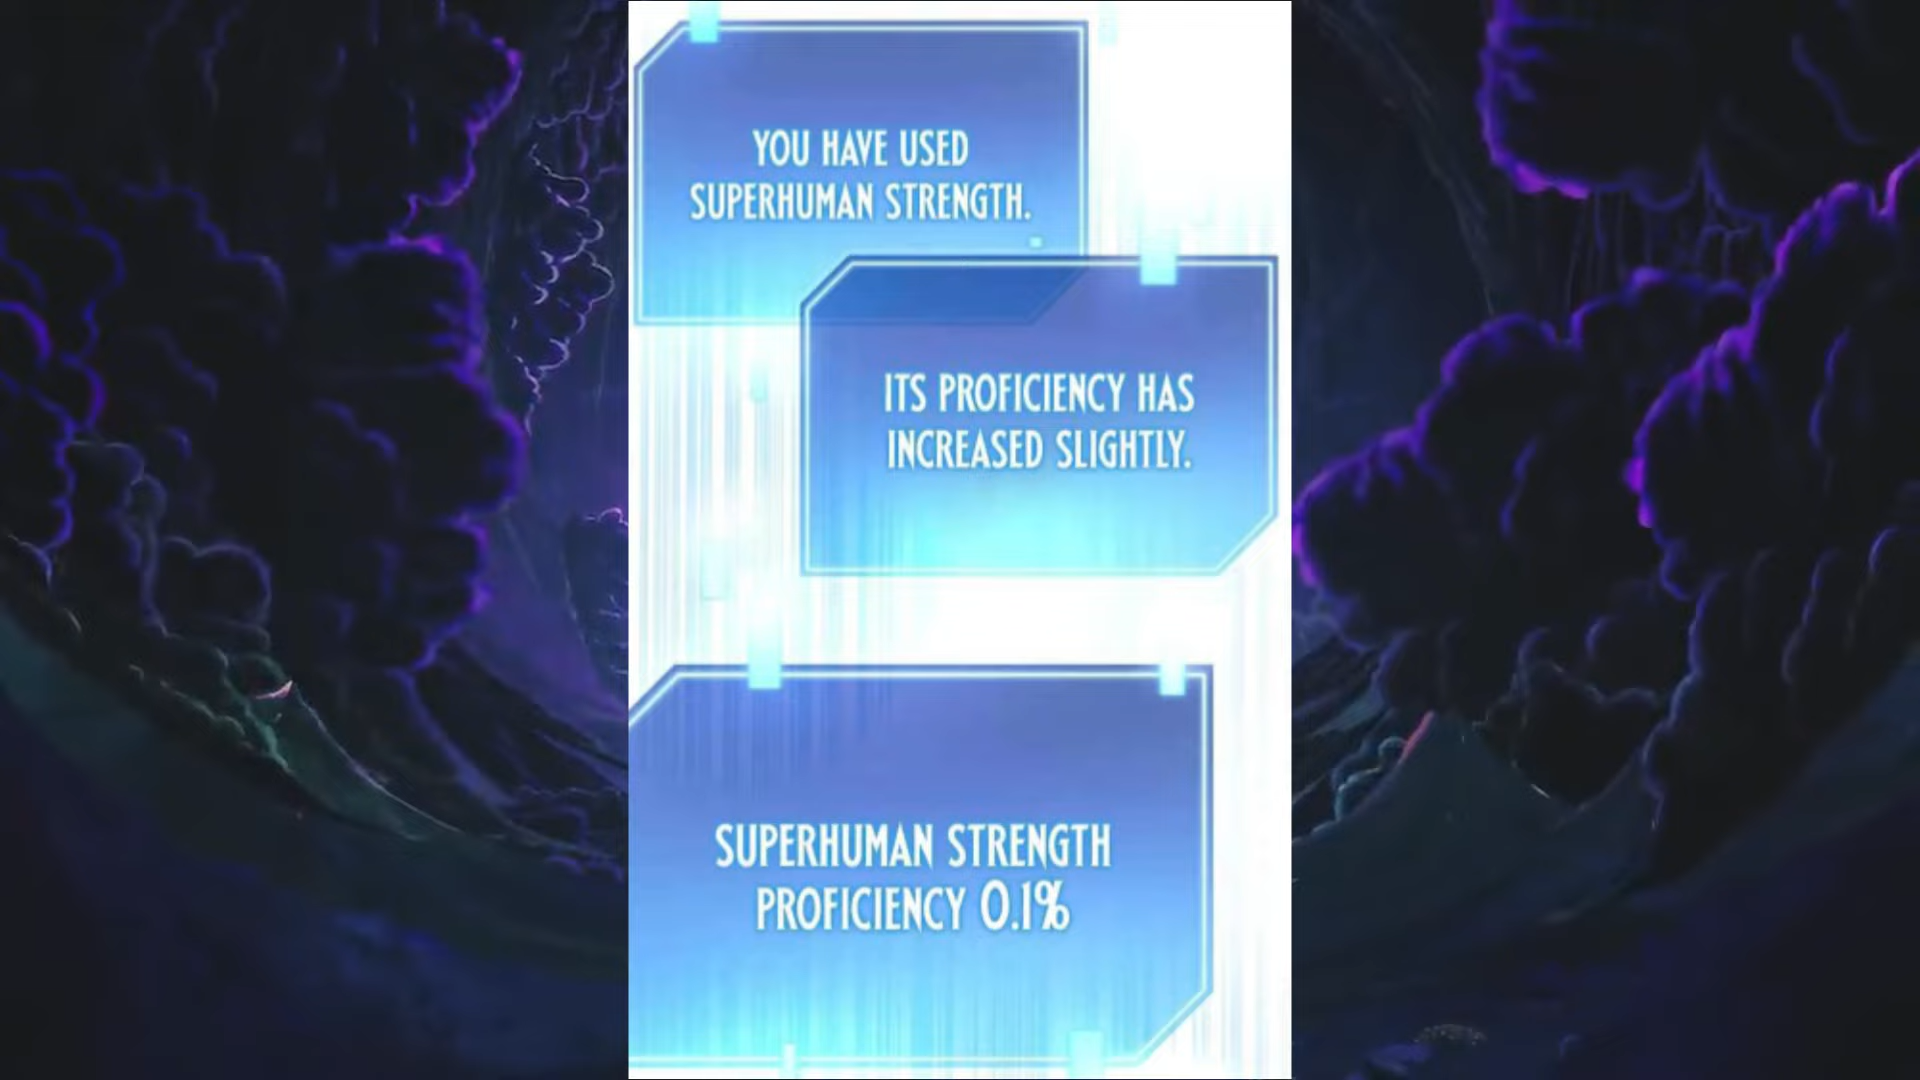 YOU HAVE USED
SUPERHUMAN STRENGTH.
ITS PROFICIENCY HAS
INCREASED SLIGHTLY.
SUPERHUMAN STRENGTH
PROFICIENCY 0.1%